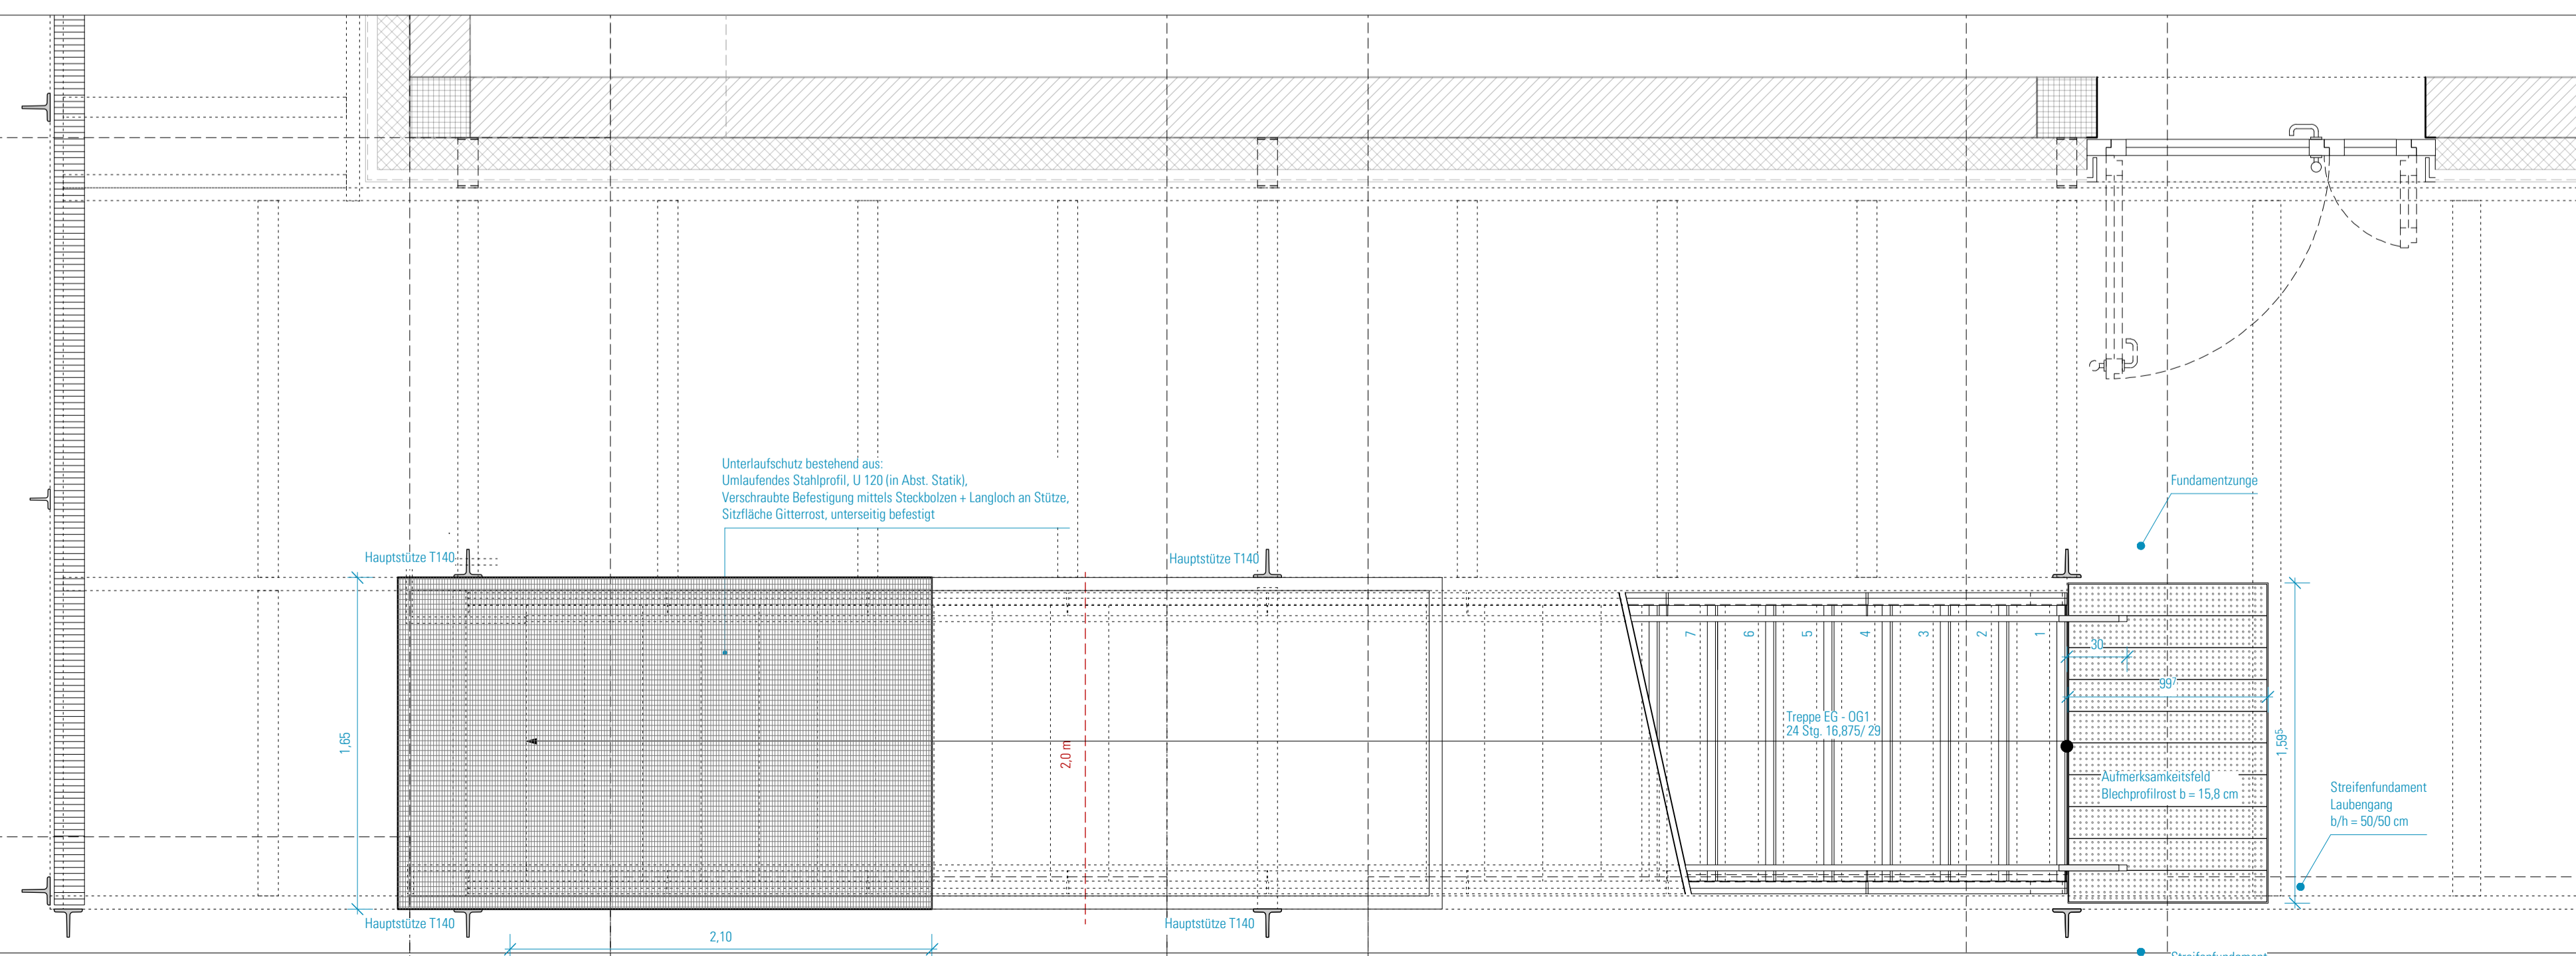 Unterlaufschutz bestehend aus:
Umlaufendes Stahlprofil, U 120 (in Abst. Statik),
Verschraubte Befestigung mittels Steckbolzen + Langloch an Stütze,
Sitzfläche Gitterrost, unterseitig befestigt
Fundamentzunge
Hauptstütze T140
Hauptstütze T140
7
6
5
4
3
2
1
30
99⁷
1,65
2,0 m
Treppe EG - OG1
24 Stg. 16,875/ 29
1,59⁵
Aufmerksamkeitsfeld
Blechprofilrost b = 15,8 cm
Streifenfundament
Laubengang
b/h = 50/50 cm
Hauptstütze T140
Hauptstütze T140
2,10
Streifenfundament